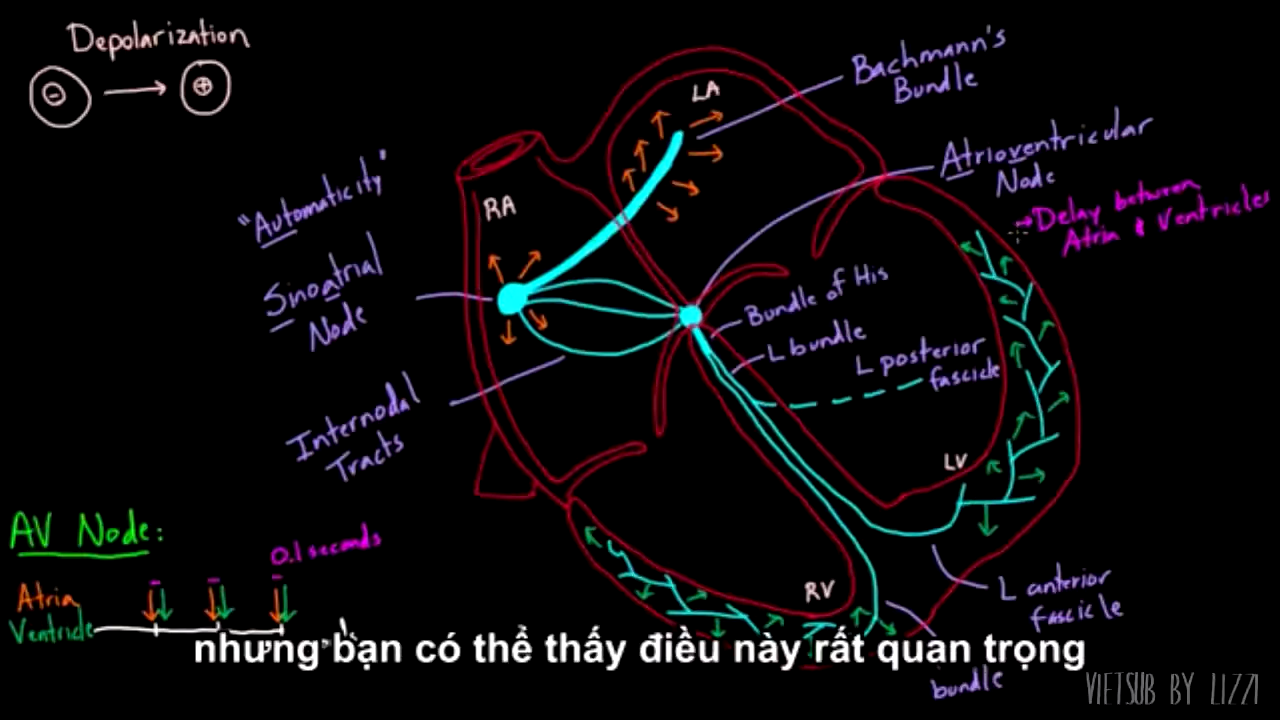 Depolarization
Bachmann's
Bundle
LA
Atrioventricular
Node
→Delay between
Atria & Ventricles
"Automaticity"
RA
Sinoatrial
Node
Bundle of His
L bundle
L posterior
fascicle
Internodal
Tracts
LV
AV Node:
0.1 seconds
Atria
Ventricle
RV
L anterior
fascicle
nhưng bạn có thể thấy điều này rất quan trọng
bundle
VIETSUB BY LIZZI